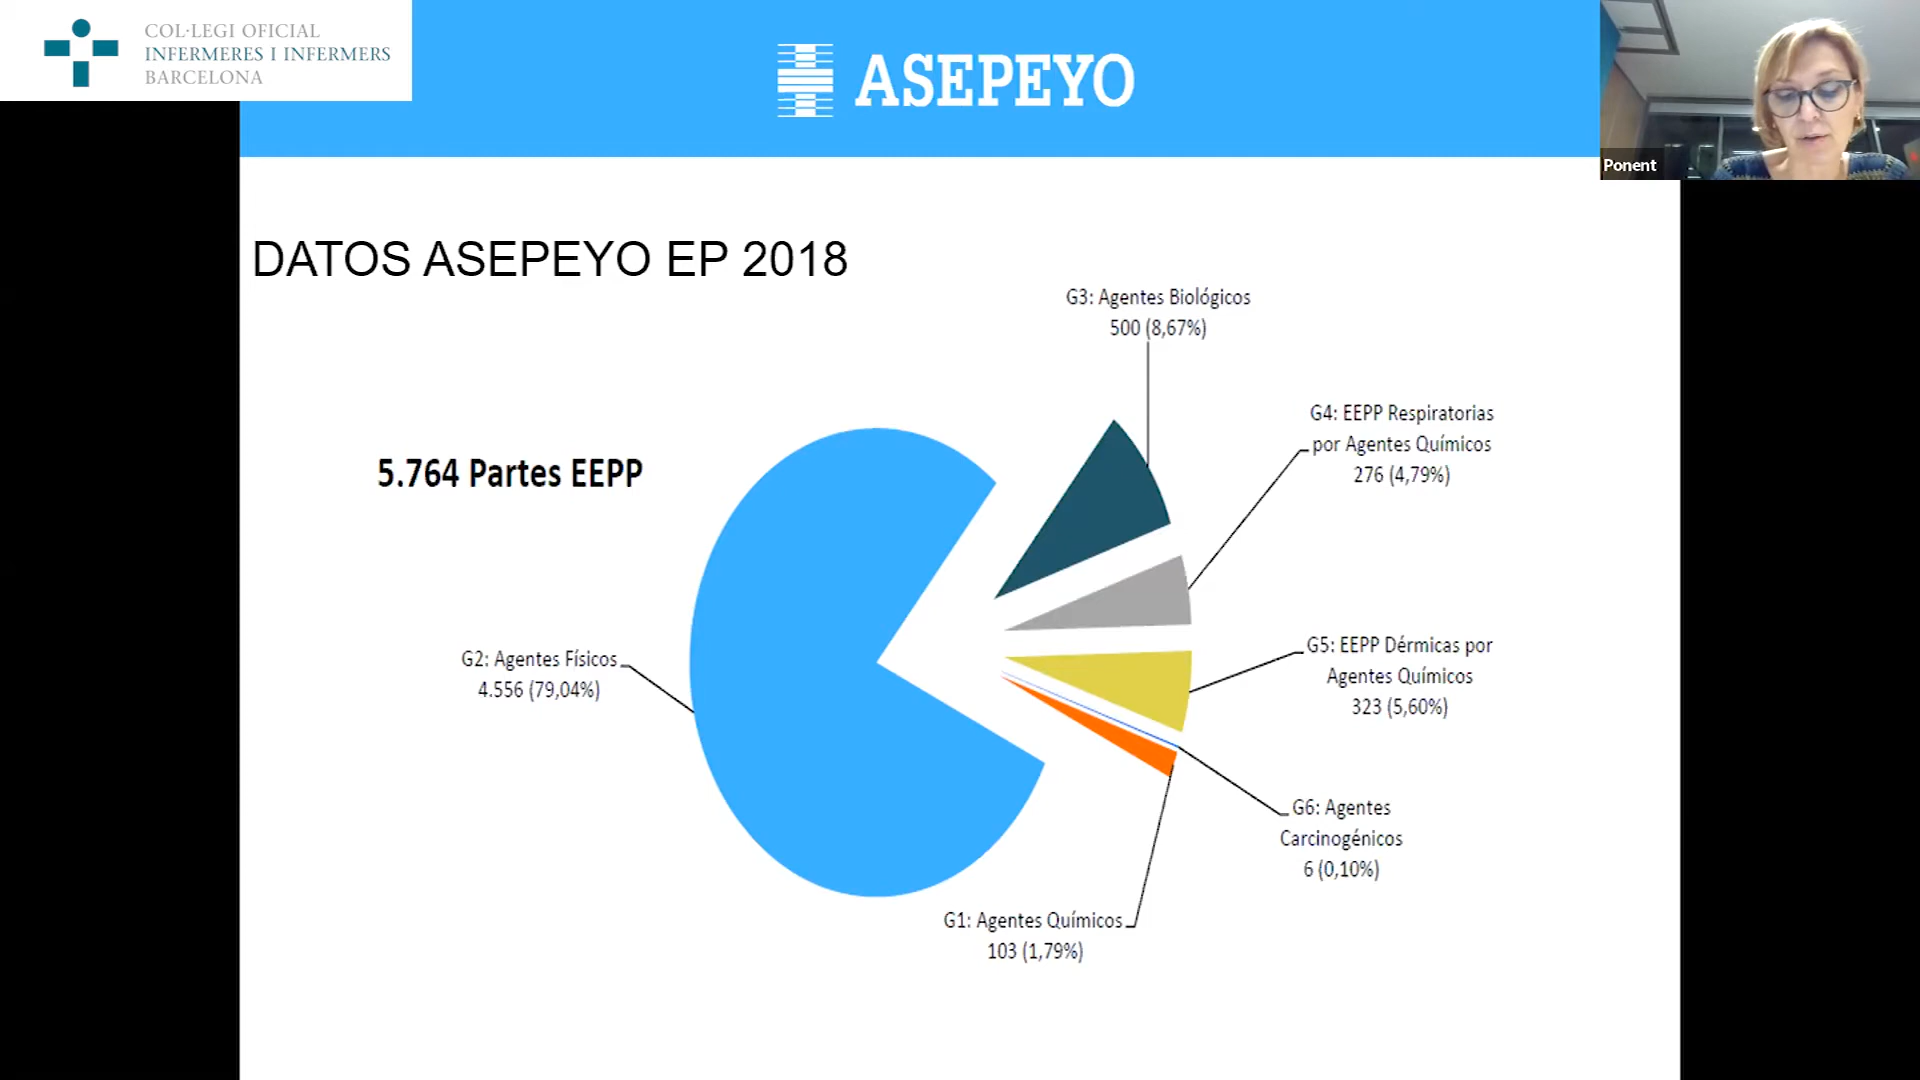 COL·LEGI OFICIAL
INFERMERES I INFERMERS
BARCELONA
ASEPEYO
Ponent
DATOS ASEPEYO EP 2018
5.764 Partes EEPP
G3: Agentes Biológicos
500 (8,67%)
G4: EEPP Respiratorias
por Agentes Químicos
276 (4,79%)
G2: Agentes Físicos
4.556 (79,04%)
G5: EEPP Dérmicas por
Agentes Químicos
323 (5,60%)
G6: Agentes
Carcinogénicos
6 (0,10%)
G1: Agentes Químicos
103 (1,79%)